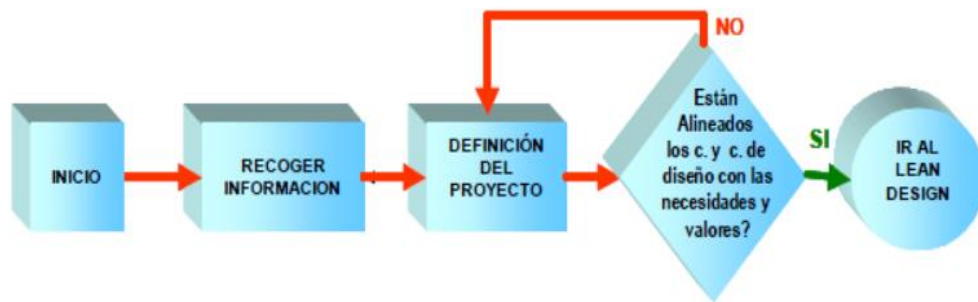 INICIO
RECOGER
INFORMACION
DEFINICIÓN
DEL
PROYECTO
NO
Están
Alineados
los c. y c. de
diseño con las
necesidades y
valores?
SI
IR AL
LEAN
DESIGN